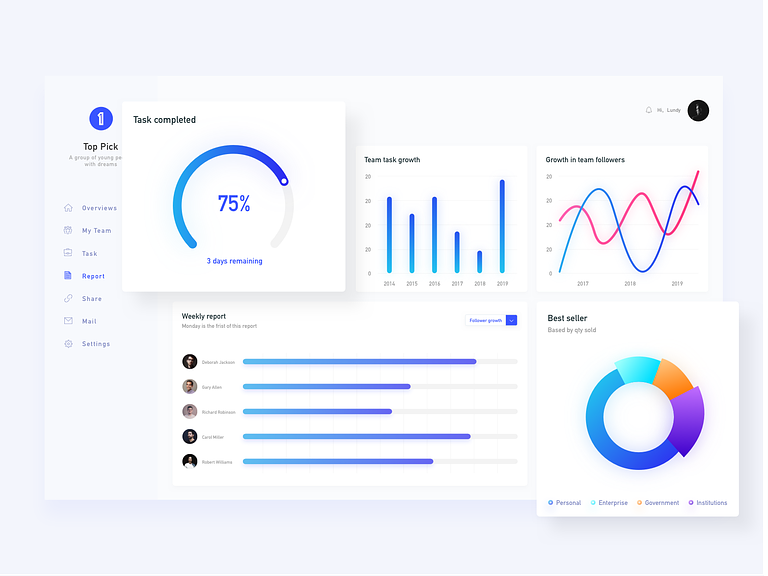 1
Top Pick
A group of young pe
with dreams
Overviews
My Team
Task
Report
Share
Mail
Settings
Task completed
75%
3 days remaining
Hi, Lundy
Team task growth
20
20
20
20
0
2014 2015 2016 2017 2018 2019
Growth in team followers
20
20
20
20
0
2017 2018 2019
Weekly report
Monday is the frist of this report
Follower growth
Deborah Jackson
Gary Allen
Richard Robinson
Carol Miller
Robert Williams
Best seller
Based by qty sold
Personal Enterprise Government Institutions